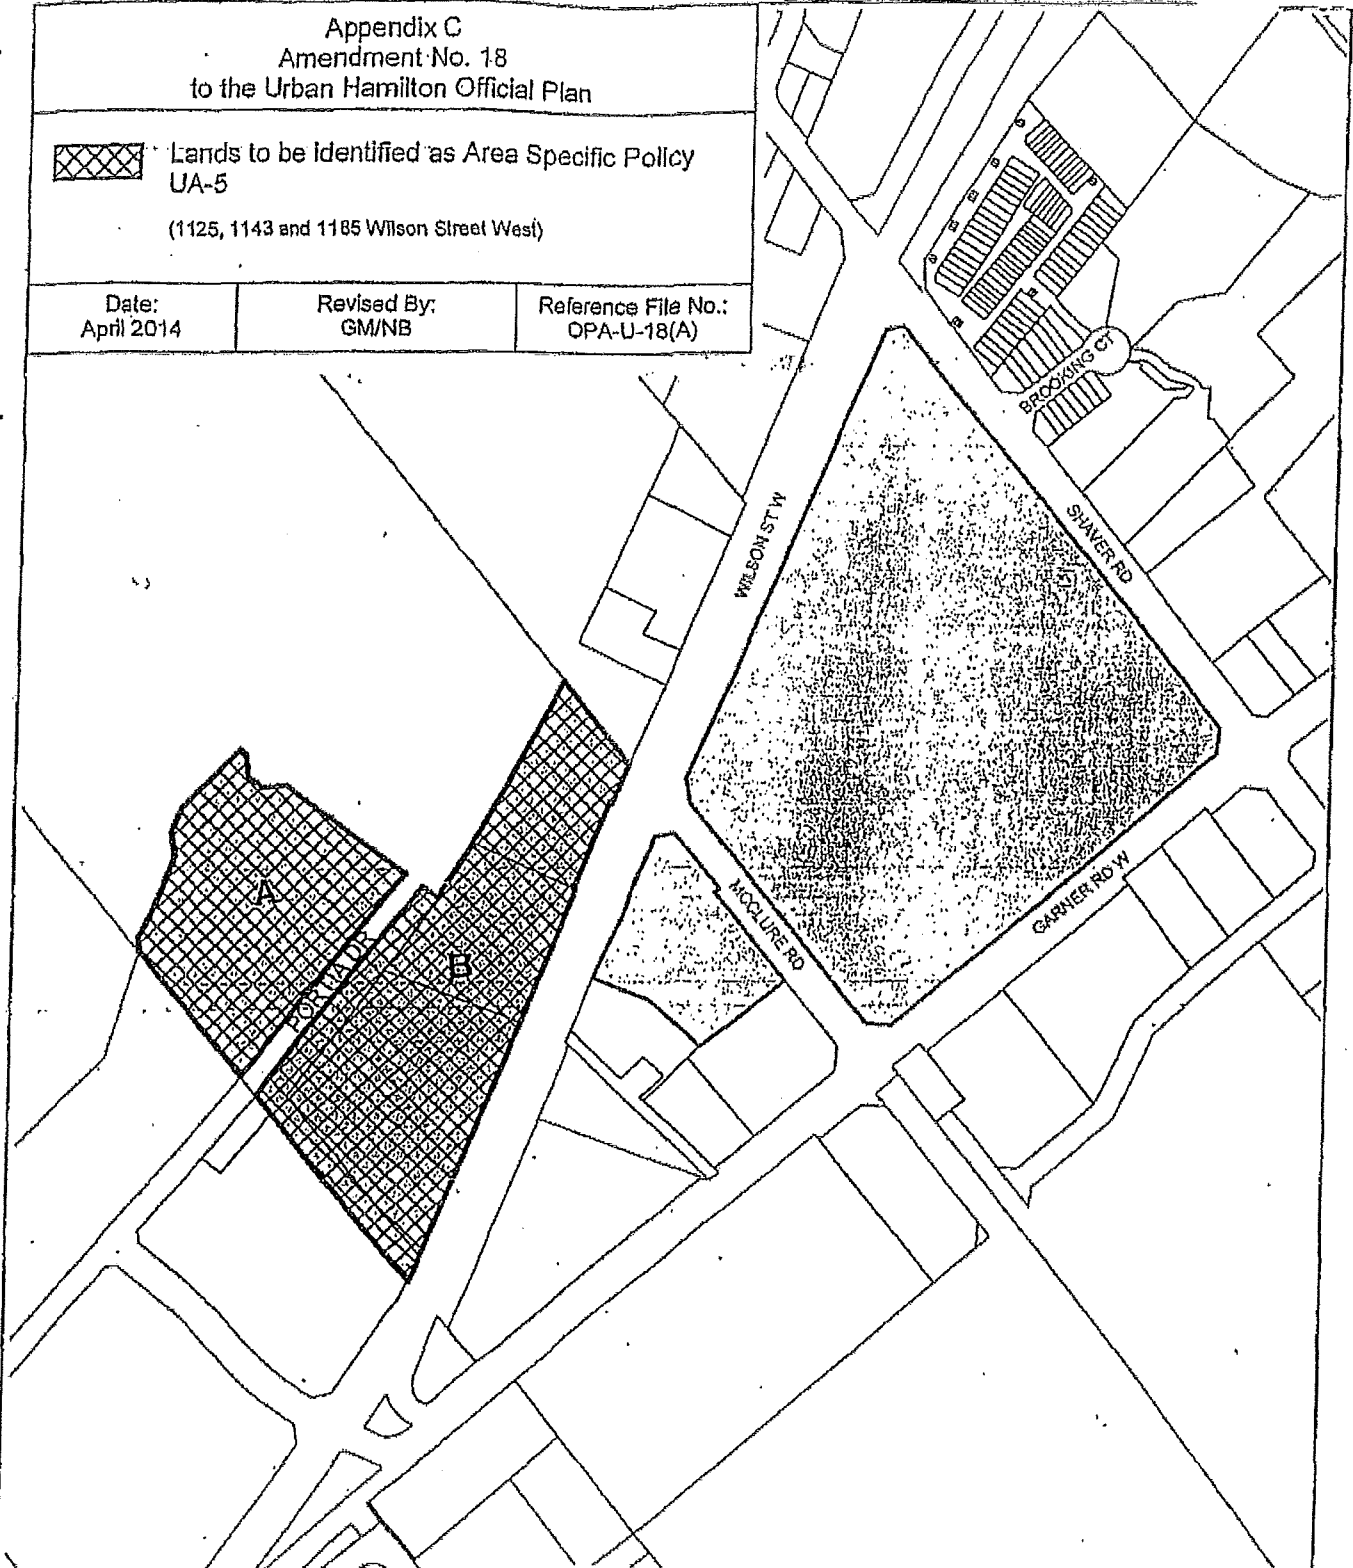 Appendix C
Amendment No. 18
to the Urban Hamilton Official Plan
Lands to be identified as Area Specific Policy
UA-5
(1125, 1143 and 1185 Wilson Street West)
Date:
April 2014
Revised By:
GM/NB
Reference File No.:
OPA-U-18(A)
BROOKING CT
SHAVER RD
WILSON ST W
MCCLURE RD
GARNER RD W
A
B
DR